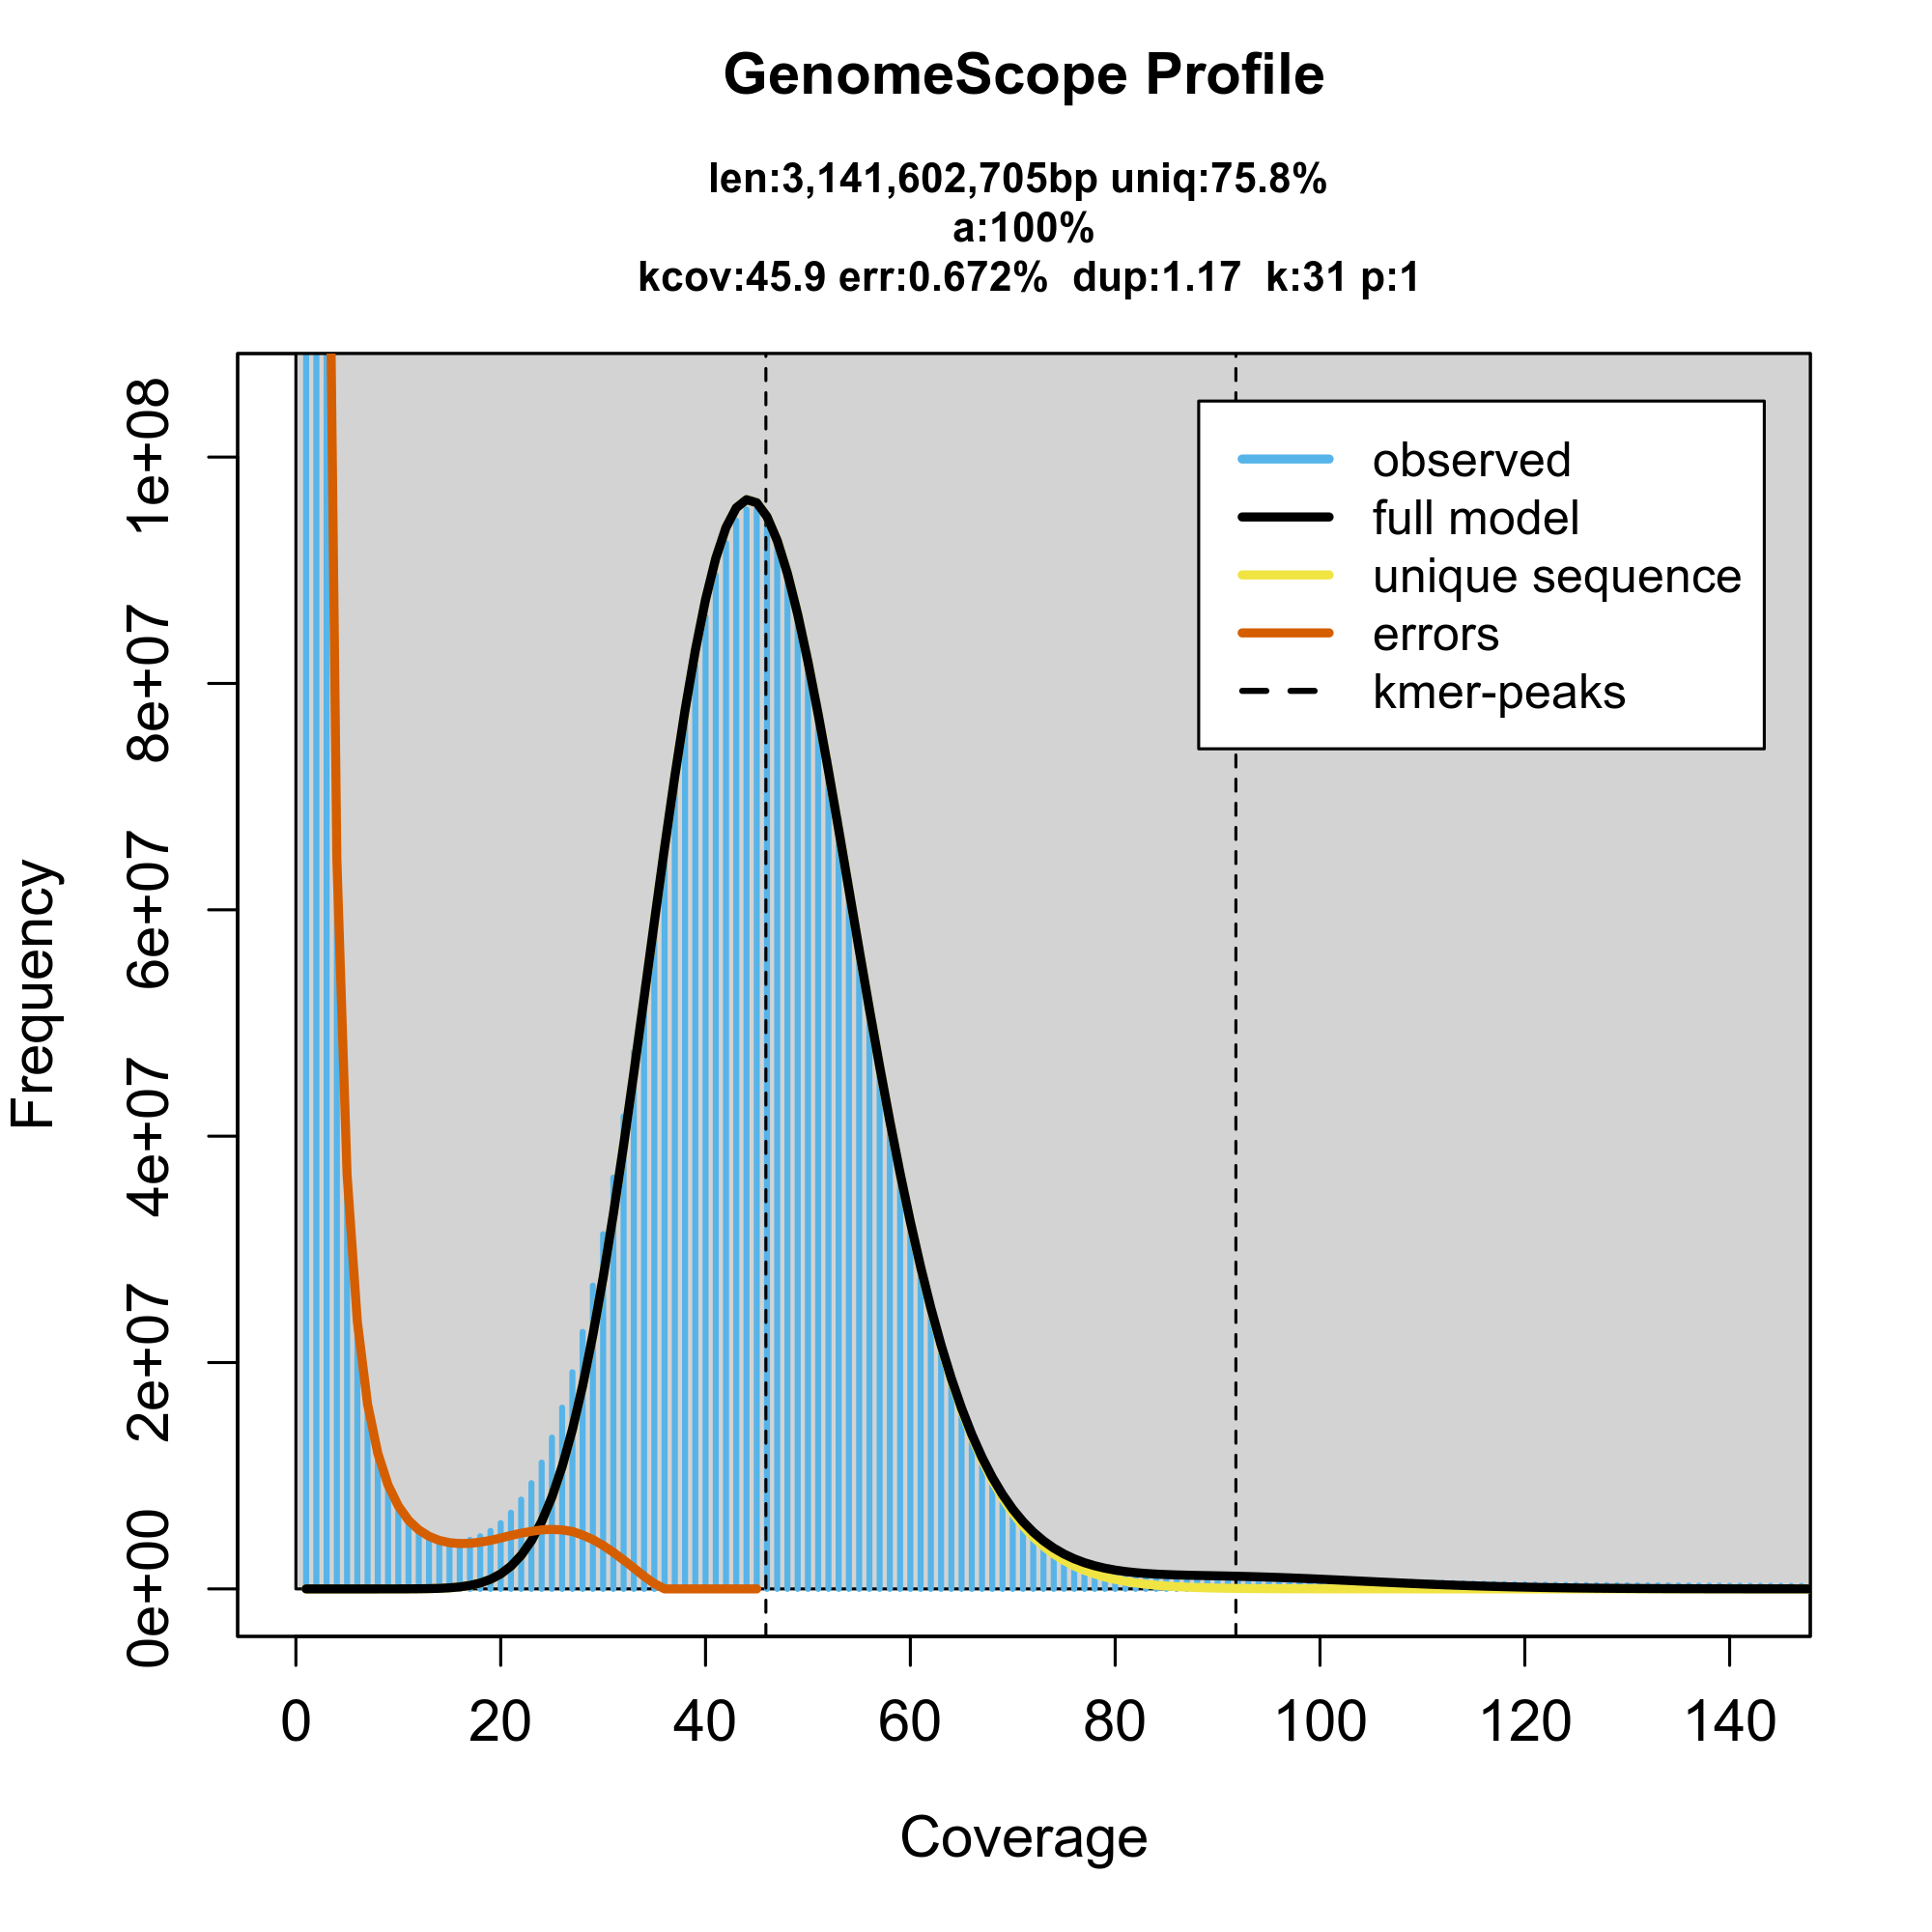 GenomeScope Profile
len:3,141,602,705bp uniq:75.8%
a:100%
kcov:45.9 err:0.672% dup:1.17 k:31 p:1
observed
full model
unique sequence
errors
kmer-peaks
Frequency
1e+08
8e+07
6e+07
4e+07
2e+07
0e+00
0 20 40 60 80 100 120 140
Coverage